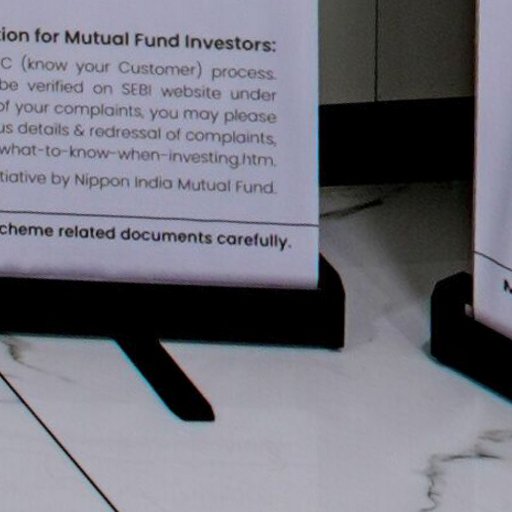 tion for Mutual Fund Investors:
C (know your Customer) process.
be verified on SEBI website under
of your complaints, you may please
us details & redressal of complaints,
what-to-know-when-investing.htm.
tiative by Nippon India Mutual Fund.
cheme related documents carefully.